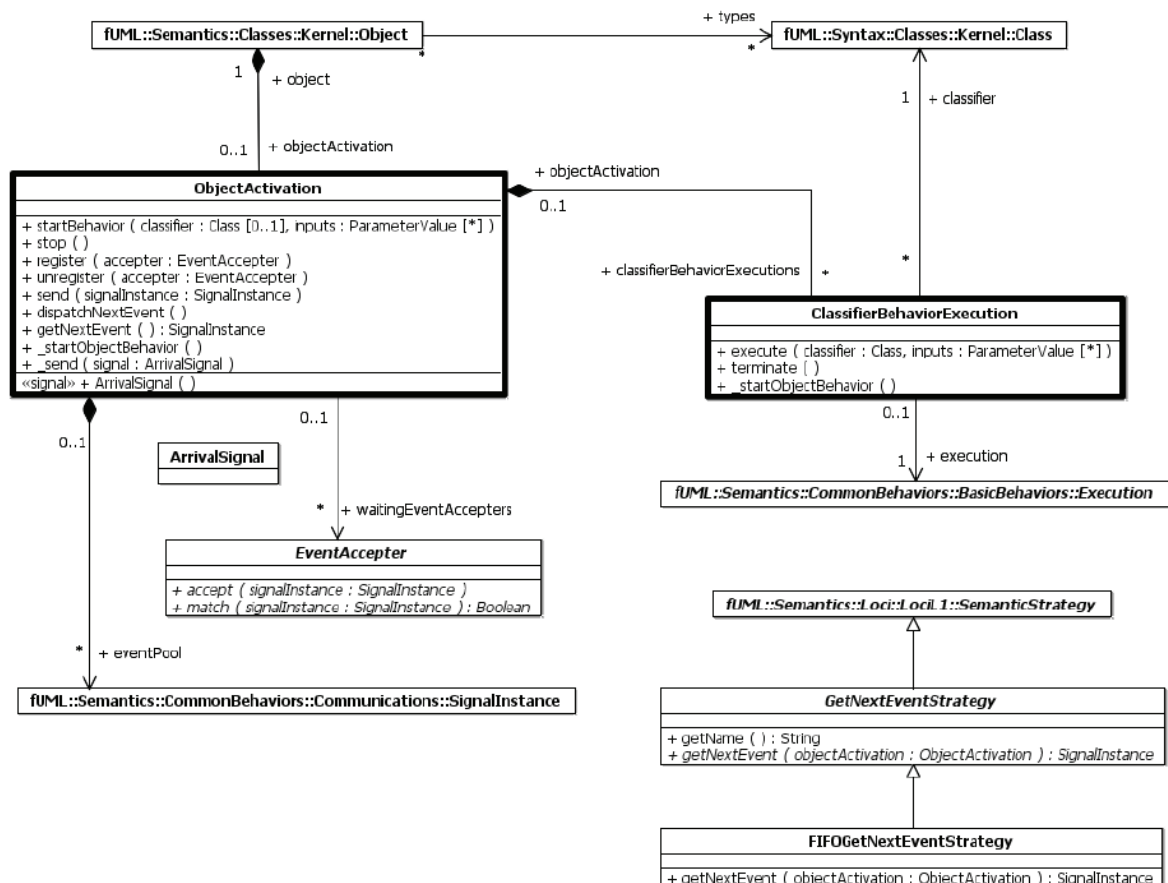 + types
fUML::Semantics::Classes::Kernel::Object
fUML::Syntax::Classes::Kernel::Class
*
*
1
+ object
1
+ classifier
0..1
+ objectActivation
ObjectActivation
+ startBehavior ( classifier : Class [0..1], inputs : ParameterValue [*] )
+ stop ( )
+ register ( accepter : EventAccepter )
+ unregister ( accepter : EventAccepter )
+ send ( signalInstance : SignalInstance )
+ dispatchNextEvent ( )
+ getNextEvent ( ) : SignalInstance
+ _startObjectBehavior ( )
+ _send ( signal : ArrivalSignal )
«signal» + ArrivalSignal ( )
+ objectActivation
0..1
+ classifierBehaviorExecutions
*
*
ClassifierBehaviorExecution
+ execute ( classifier : Class, inputs : ParameterValue [*] )
+ terminate ( )
+ _startObjectBehavior ( )
0..1
0..1
0..1
ArrivalSignal
1
+ execution
fUML::Semantics::CommonBehaviors::BasicBehaviors::Execution
*
+ waitingEventAccepters
EventAccepter
+ accept ( signalInstance : SignalInstance )
+ match ( signalInstance : SignalInstance ) : Boolean
fUML::Semantics::Loci::LociL1::SemanticStrategy
*
+ eventPool
fUML::Semantics::CommonBehaviors::Communications::SignalInstance
GetNextEventStrategy
+ getName ( ) : String
+ getNextEvent ( objectActivation : ObjectActivation ) : SignalInstance
FIFOGetNextEventStrategy
+ getNextEvent ( objectActivation : ObjectActivation ) : SignalInstance